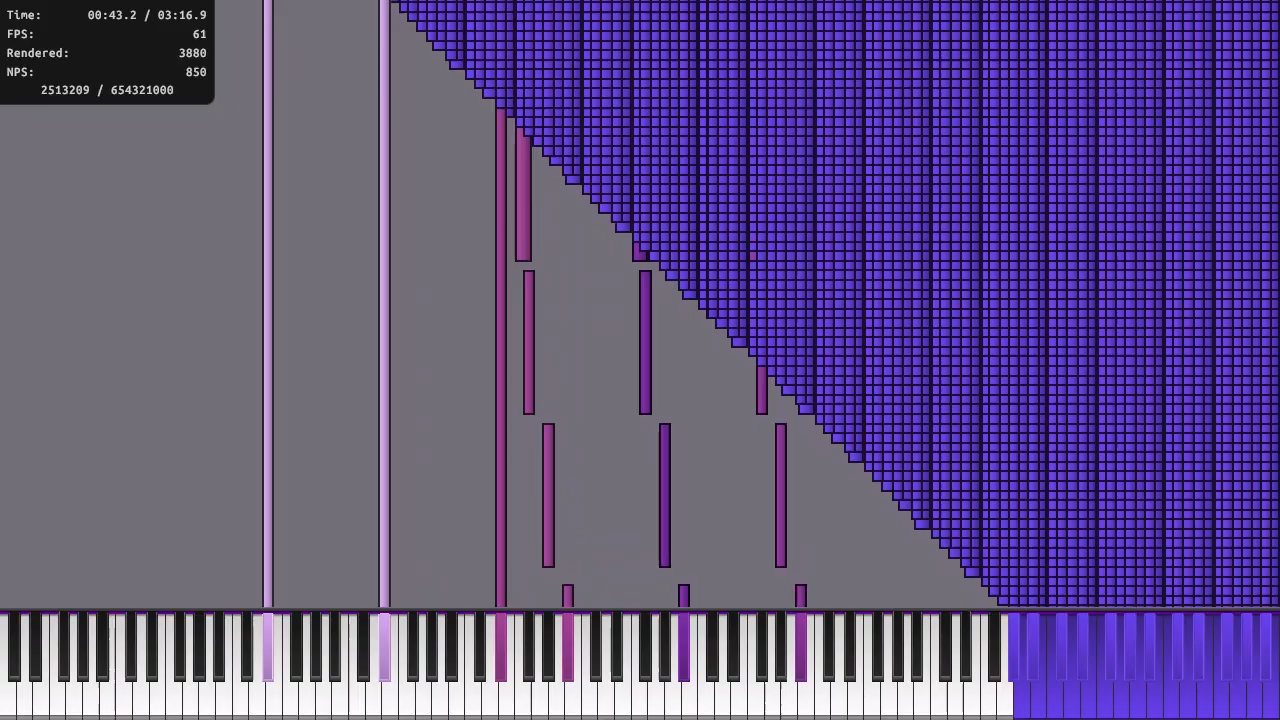 Time: 00:43.2 / 03:16.9
FPS: 61
Rendered: 3880
NPS: 850
2513209 / 654321000